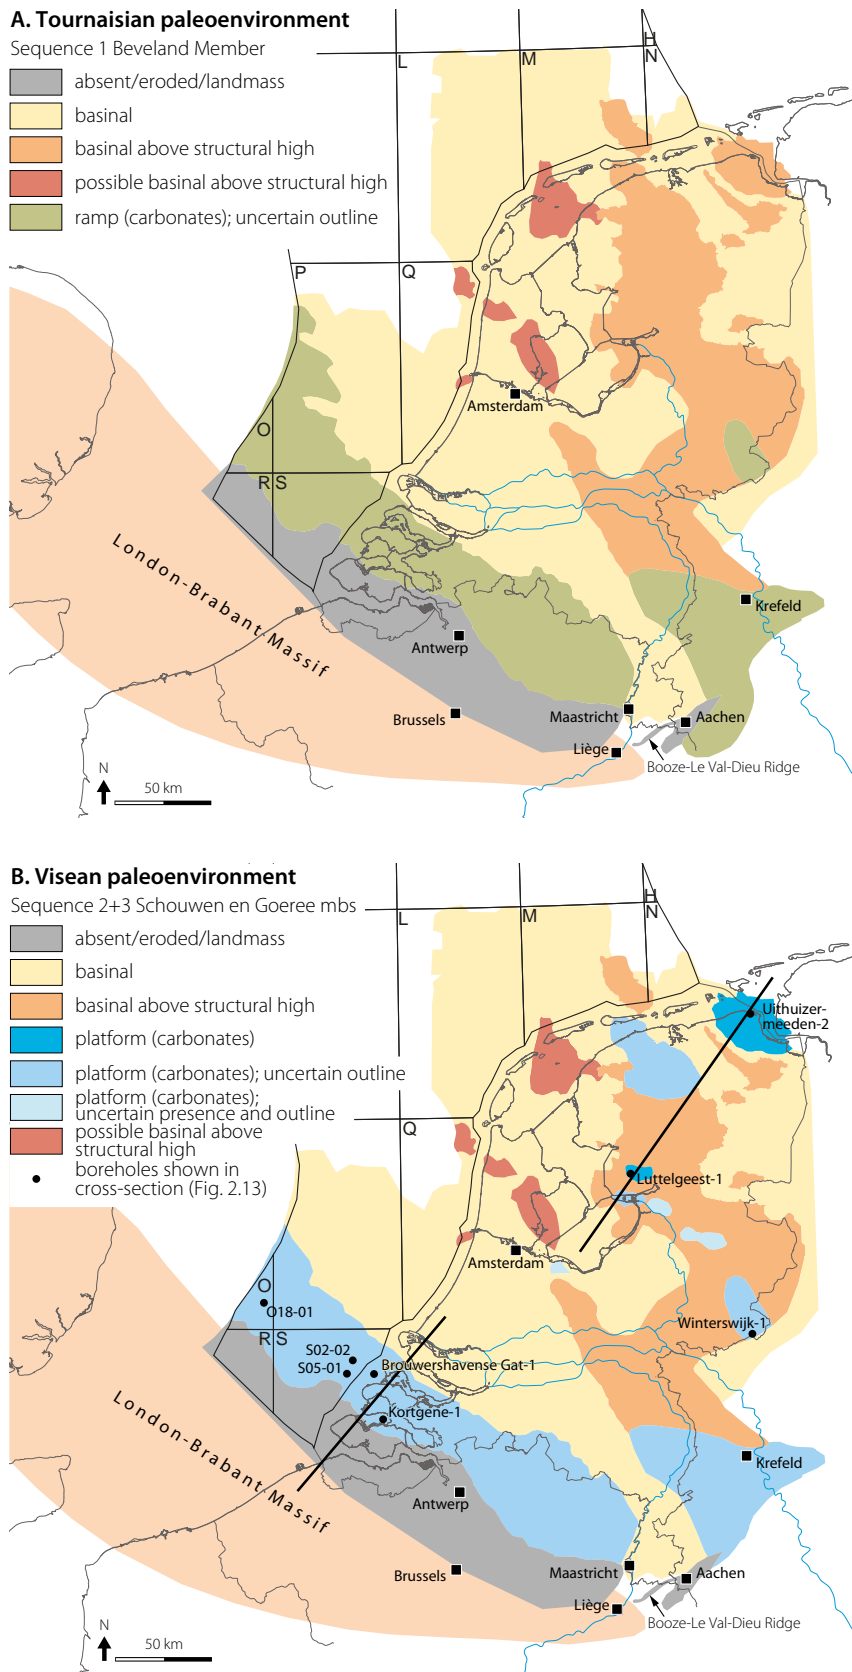 A. Tournaisian paleoenvironment
Sequence 1 Beveland Member
absent/eroded/landmass
basinal
basinal above structural high
possible basinal above structural high
ramp (carbonates); uncertain outline
L
M
H
N
P
Q
O
R S
Amsterdam
London-Brabant Massif
Krefeld
Antwerp
Brussels
Maastricht
Aachen
Liège
Booze-Le Val-Dieu Ridge
N
50 km
B. Visean paleoenvironment
Sequence 2+3 Schouwen en Goeree mbs
absent/eroded/landmass
basinal
basinal above structural high
platform (carbonates)
platform (carbonates); uncertain outline
platform (carbonates);
uncertain presence and outline
possible basinal above
structural high
boreholes shown in
cross-section (Fig. 2.13)
L
M
H
N
Q
Uithuizer-
meeden-2
Luttelgeest-1
Amsterdam
O
O18-01
R S
Winterswijk-1
S02-02
S05-01
Brouwershavense Gat-1
Kortgene-1
London-Brabant Massif
Krefeld
Antwerp
Brussels
Maastricht
Aachen
Liège
Booze-Le Val-Dieu Ridge
N
50 km